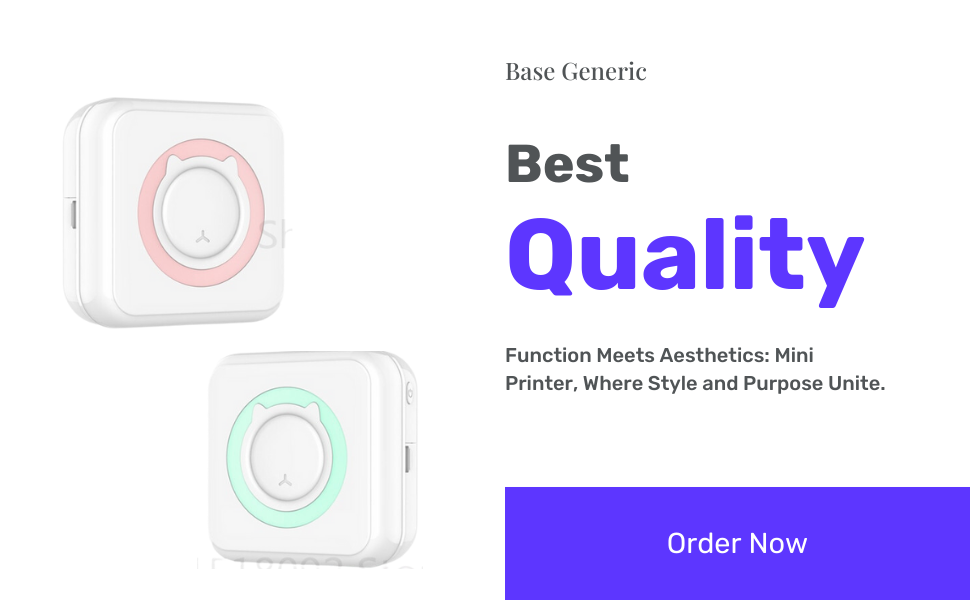 Base Generic
Best
Quality
Function Meets Aesthetics: Mini
Printer, Where Style and Purpose Unite.
Order Now